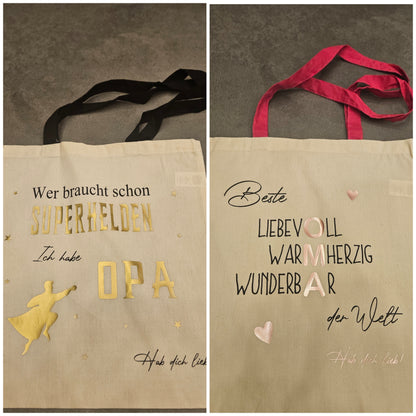 Wer braucht schon
SUPERHELDEN
Ich habe
OPA
Hab dich lieb
Beste
LIEBEVOLL
WARMHERZIG
WUNDERBAR
der Welt
Hab dich lieb!